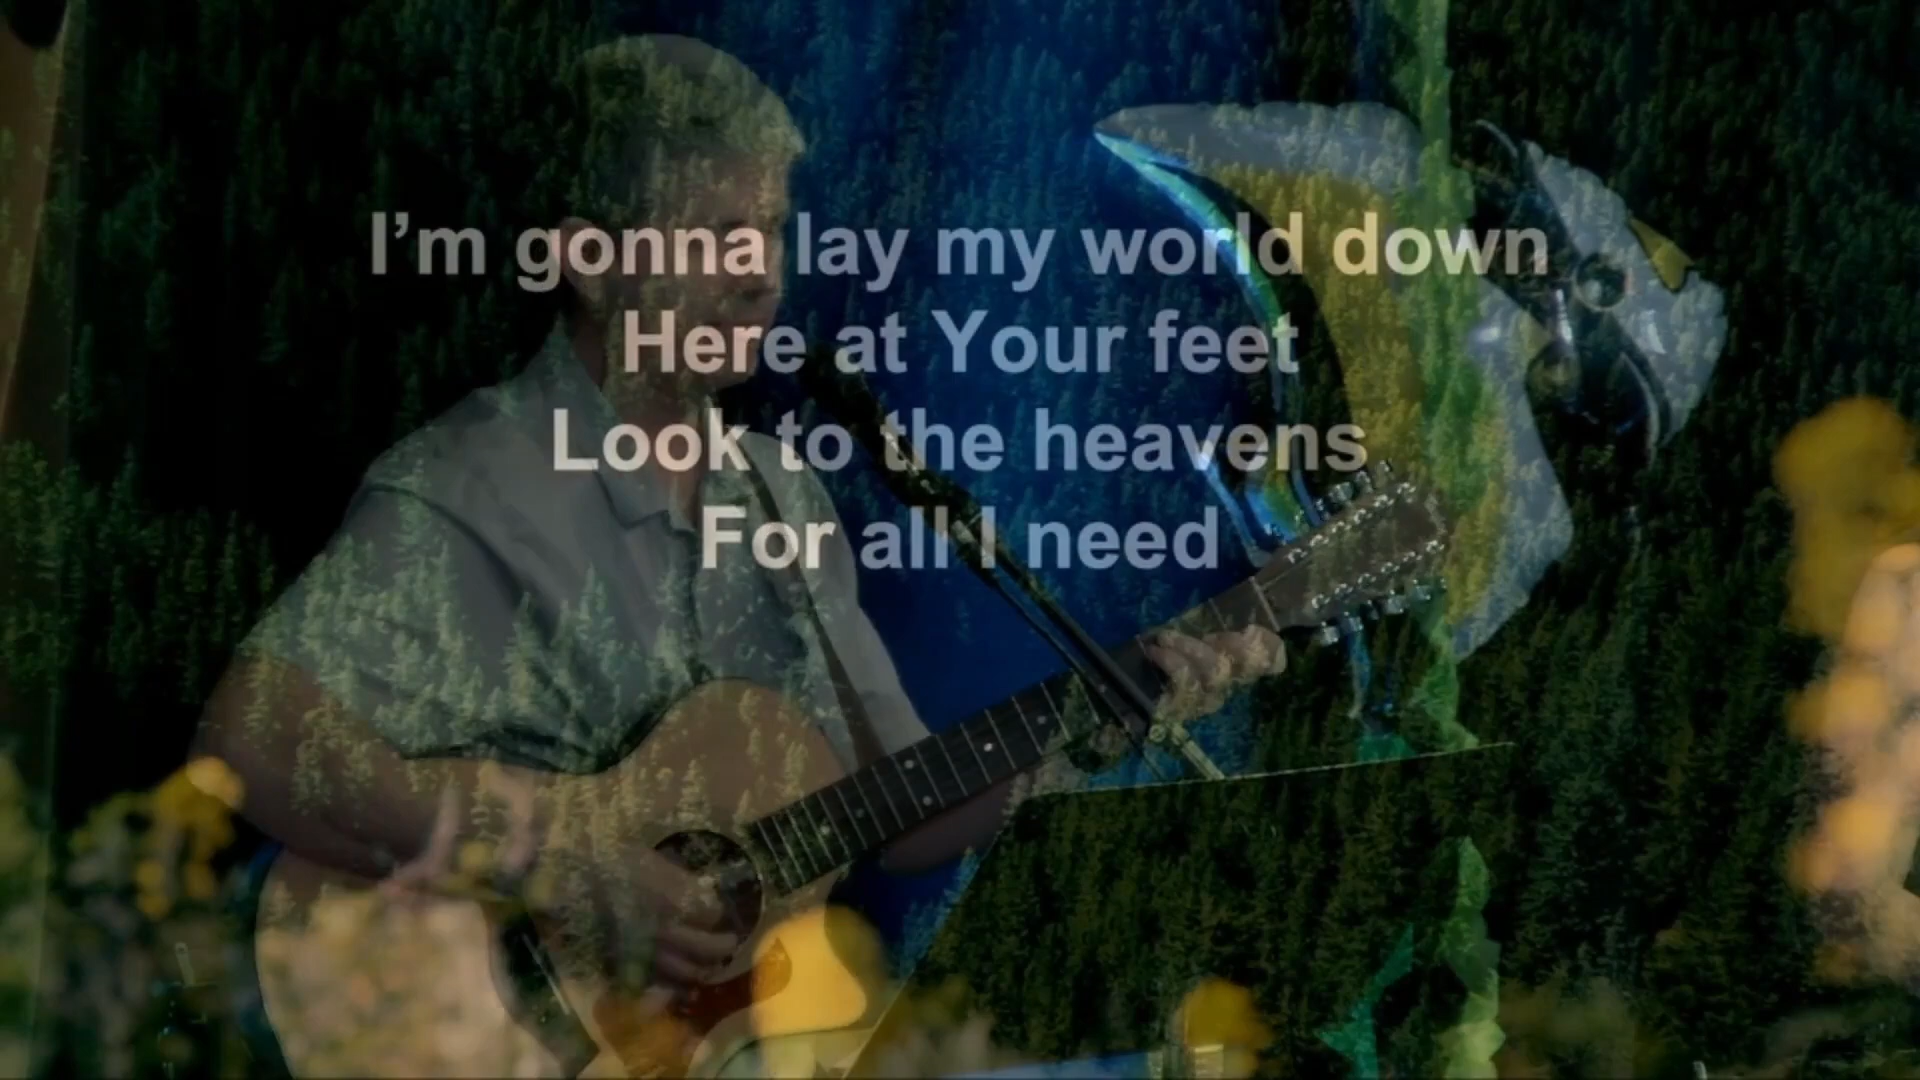 I’m gonna lay my world down
Here at Your feet
Look to the heavens
For all I need